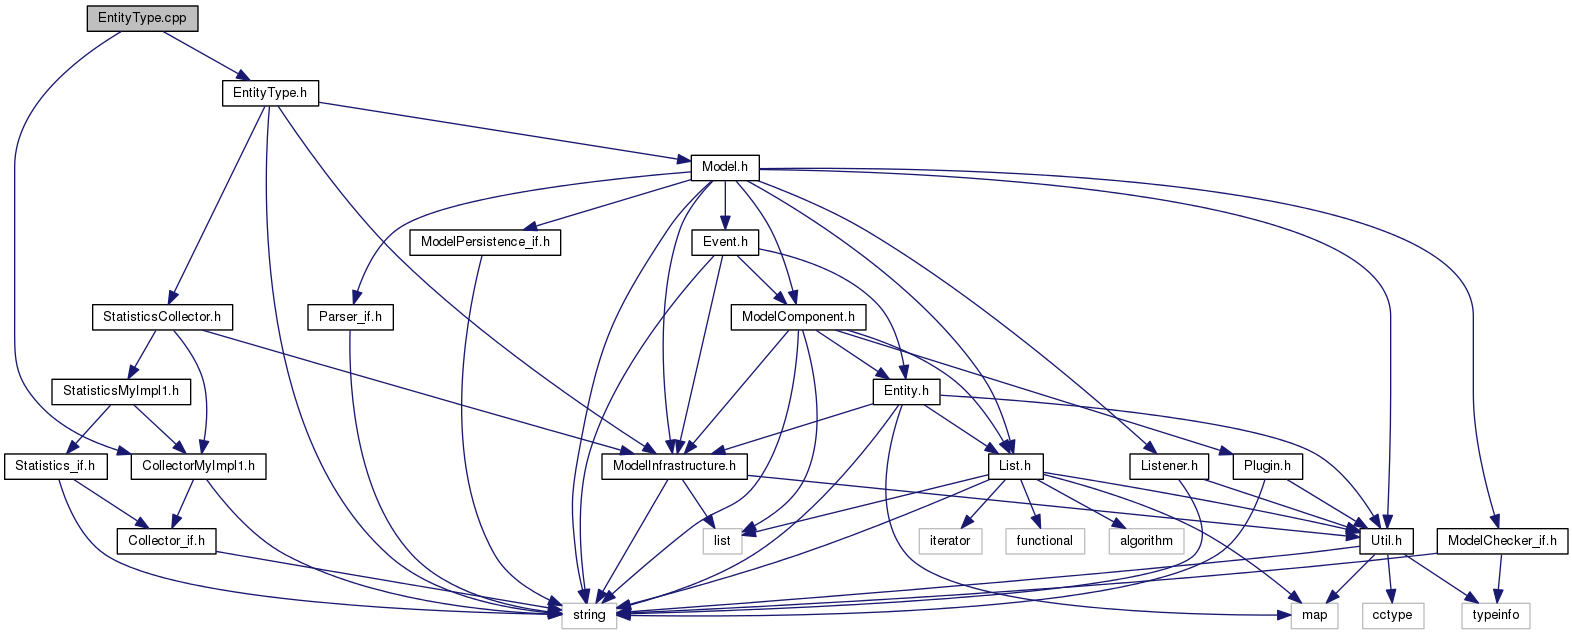 EntityType.cpp
EntityType.h
Model.h
ModelPersistence_if.h
Event.h
StatisticsCollector.h
Parser_if.h
ModelComponent.h
StatisticsMyImpl1.h
Entity.h
Statistics_if.h
CollectorMyImpl1.h
ModelInfrastructure.h
List.h
Listener.h
Plugin.h
Collector_if.h
list
iterator
functional
algorithm
Util.h
ModelChecker_if.h
string
map
cctype
typeinfo